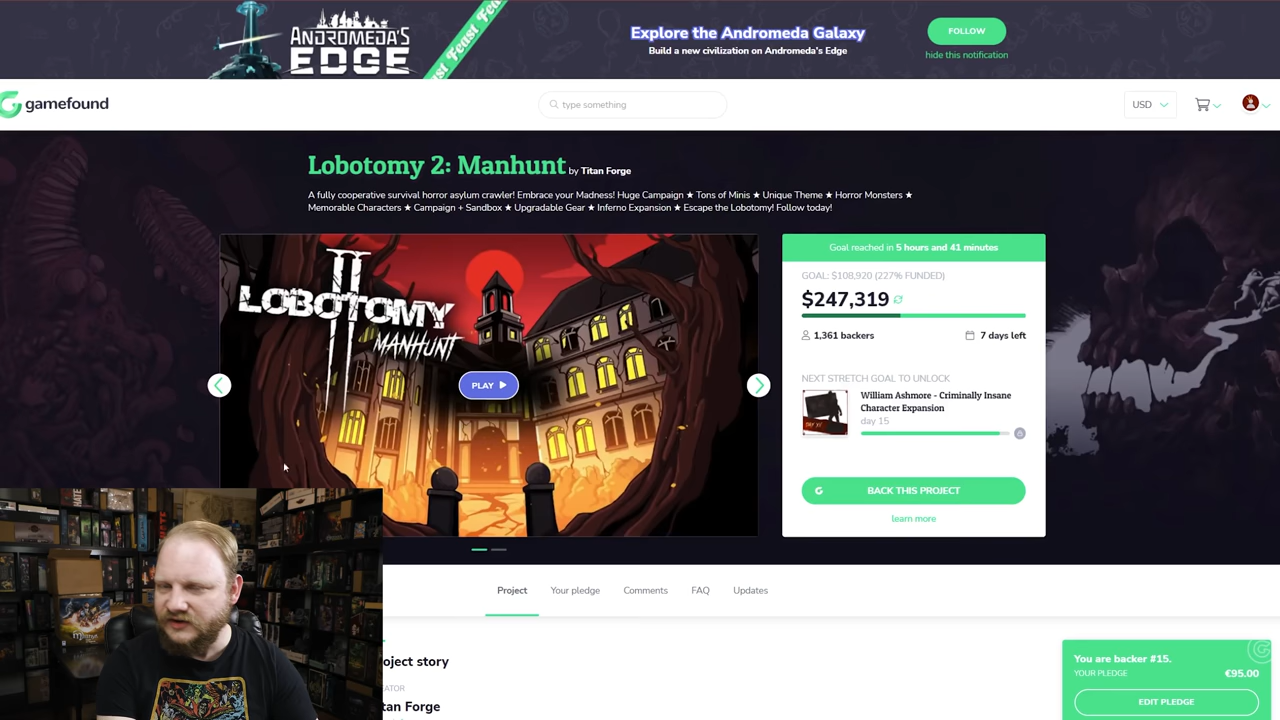 ANDROMEDA'S
EDGE
Feast
Explore the Andromeda Galaxy
Build a new civilization on Andromeda's Edge
FOLLOW
hide this notification
gamefound
type something
USD
Lobotomy 2: Manhunt by Titan Forge
A fully cooperative survival horror asylum crawler! Embrace your Madness! Huge Campaign ★ Tons of Minis ★ Unique Theme ★ Horror Monsters ★
Memorable Characters ★ Campaign + Sandbox ★ Upgradable Gear ★ Inferno Expansion ★ Escape the Lobotomy! Follow today!
II
LOBOTOMY
MANHUNT
PLAY
Goal reached in 5 hours and 41 minutes
GOAL: $108,920 (227% FUNDED)
$247,319
1,361 backers
7 days left
NEXT STRETCH GOAL TO UNLOCK
William Ashmore - Criminally Insane
Character Expansion
day 15
BACK THIS PROJECT
learn more
Project
Your pledge
Comments
FAQ
Updates
oject story
ATOR
tan Forge
You are backer #15.
YOUR PLEDGE
€95.00
EDIT PLEDGE